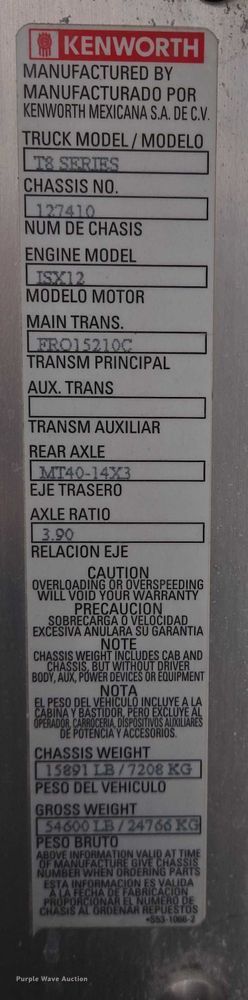 KENWORTH
MANUFACTURED BY
MANUFACTURADO POR
KENWORTH MEXICANA S.A. DE C.V.
TRUCK MODEL / MODELO
T8 SERIES
CHASSIS NO.
127410
NUM DE CHASIS
ENGINE MODEL
ISX12
MODELO MOTOR
MAIN TRANS.
FRO15210C
TRANSM PRINCIPAL
AUX. TRANS
TRANSM AUXILIAR
REAR AXLE
MT40-14X3
EJE TRASERO
AXLE RATIO
3.90
RELACION EJE
CAUTION
OVERLOADING OR OVERSPEEDING
WILL VOID YOUR WARRANTY
PRECAUCION
SOBRECARGA O VELOCIDAD
EXCESIVA ANULARA SU GARANTIA
NOTE
CHASSIS WEIGHT INCLUDES CAB AND
CHASSIS, BUT WITHOUT DRIVER
BODY, AUX, POWER DEVICES OR EQUIPMENT
NOTA
EL PESO DEL VEHICULO INCLUYE A LA
CABINA Y BASTIDOR, PERO EXCLUYE AL
OPERADOR, CARROCERIA, DISPOSITIVOS AUXILIARES
DE POTENCIA Y ACCESORIOS.
CHASSIS WEIGHT
15891 LB / 7208 KG
PESO DEL VEHICULO
GROSS WEIGHT
54600 LB / 24766 KG
PESO BRUTO
ABOVE INFORMATION VALID AT TIME
OF MANUFACTURE GIVE CHASSIS
NUMBER WHEN ORDERING PARTS
ESTA INFORMACION ES VALIDA
A LA FECHA DE FABRICACION
PROPORCIONAR EL NUMERO DE
CHASIS AL ORDENAR REPUESTOS
*S53-1066-2
Purple Wave Auction